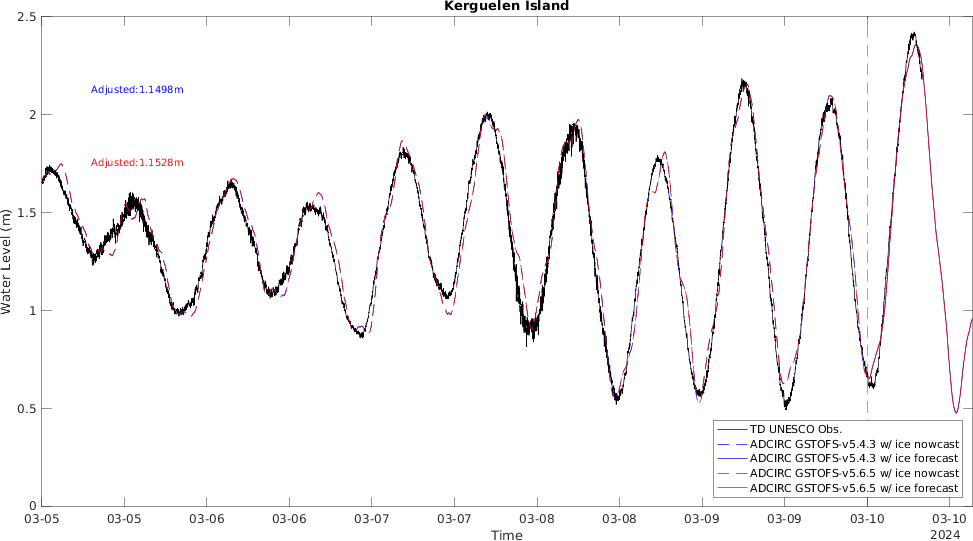 Kerguelen Island
2.5
Adjusted:1.1498m
2
Adjusted:1.1528m
1.5
Water Level (m)
1
0.5
TD UNESCO Obs.
ADCIRC GSTOFS-v5.4.3 w/ ice nowcast
ADCIRC GSTOFS-v5.4.3 w/ ice forecast
ADCIRC GSTOFS-v5.6.5 w/ ice nowcast
ADCIRC GSTOFS-v5.6.5 w/ ice forecast
0
03-05 03-05 03-06 03-06 03-07 03-07 03-08 03-08 03-09 03-09 03-10 03-10
Time 2024